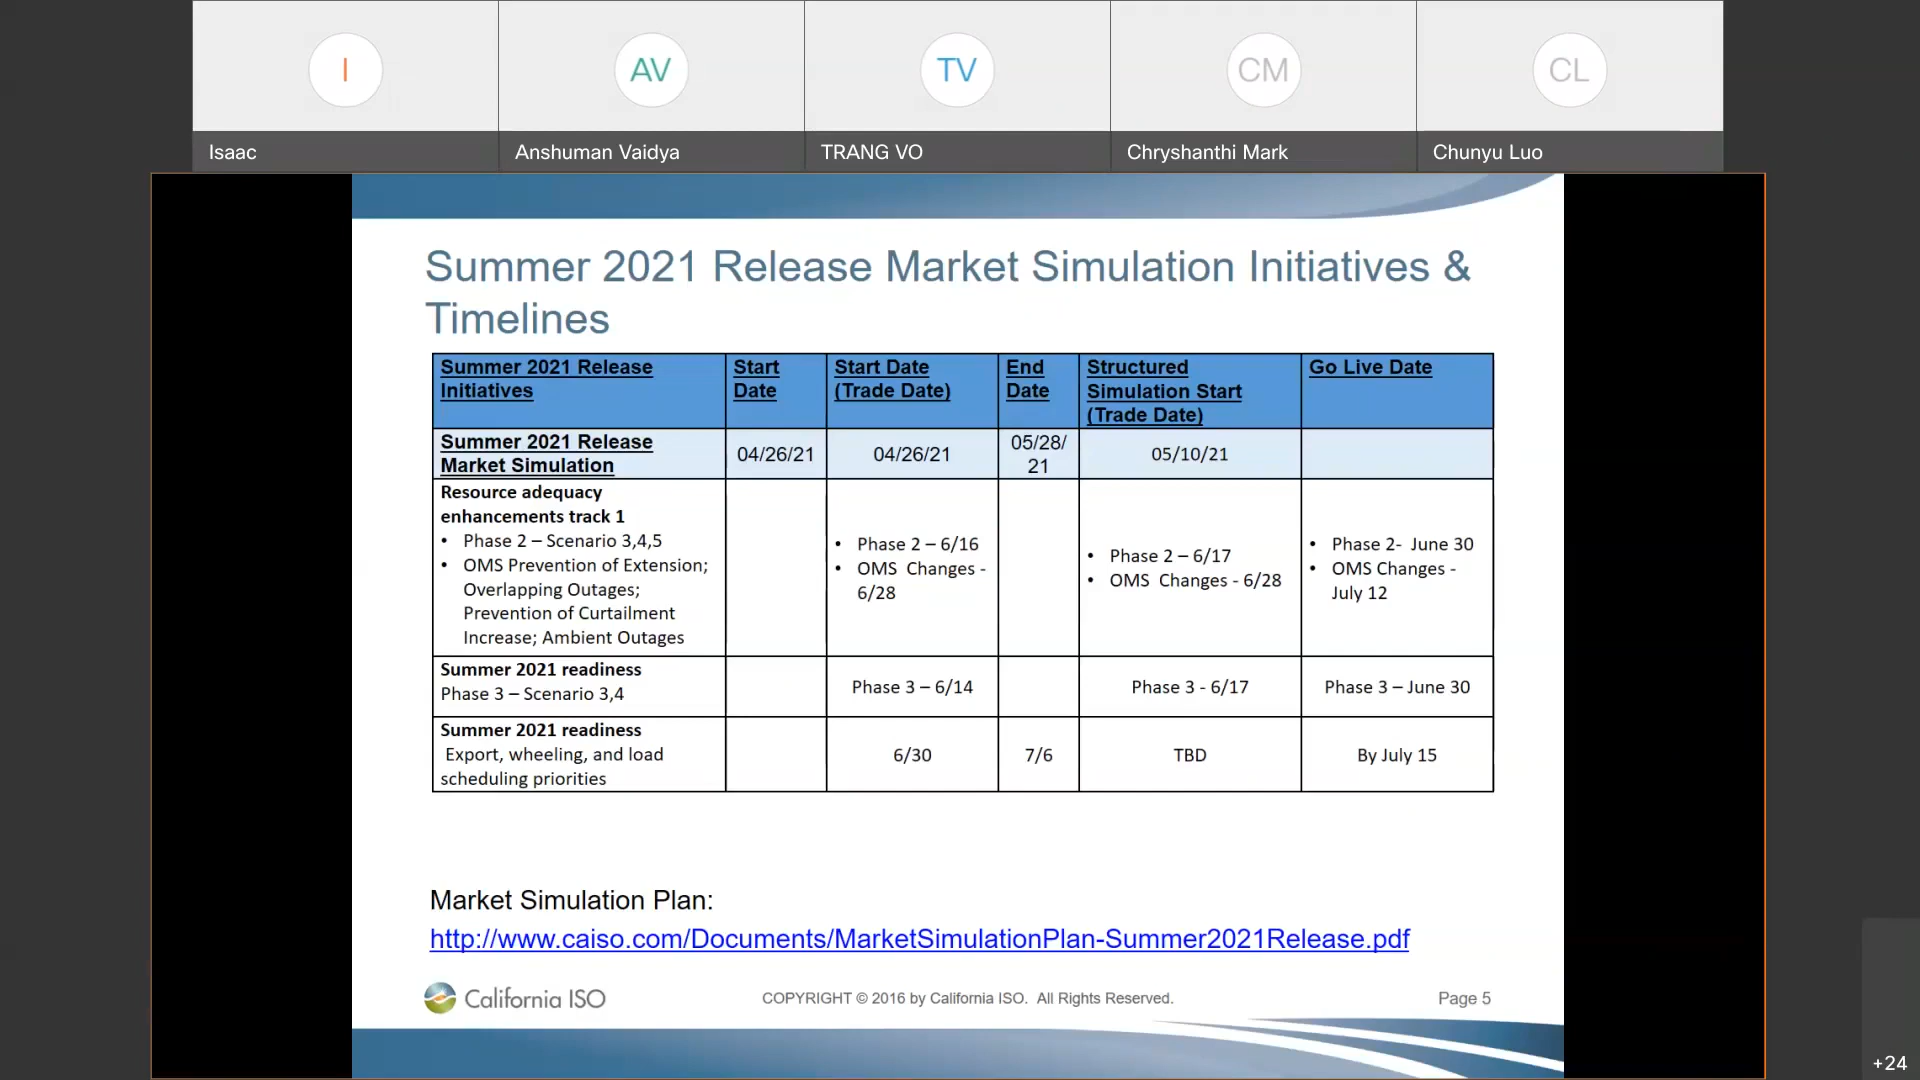 I
AV
TV
CM
CL
Isaac
Anshuman Vaidya
TRANG VO
Chryshanthi Mark
Chunyu Luo
Summer 2021 Release Market Simulation Initiatives &
Timelines
Summer 2021 Release
Initiatives
Start
Date
Start Date
(Trade Date)
End
Date
Structured
Simulation Start
(Trade Date)
Go Live Date
Summer 2021 Release
Market Simulation
04/26/21
04/26/21
05/28/
21
05/10/21
Resource adequacy
enhancements track 1
• Phase 2 – Scenario 3,4,5
• OMS Prevention of Extension;
Overlapping Outages;
Prevention of Curtailment
Increase; Ambient Outages
• Phase 2 – 6/16
• OMS Changes -
6/28
• Phase 2 – 6/17
• OMS Changes - 6/28
• Phase 2- June 30
• OMS Changes -
July 12
Summer 2021 readiness
Phase 3 – Scenario 3,4
Phase 3 – 6/14
Phase 3 - 6/17
Phase 3 – June 30
Summer 2021 readiness
Export, wheeling, and load
scheduling priorities
6/30
7/6
TBD
By July 15
Market Simulation Plan:
http://www.caiso.com/Documents/MarketSimulationPlan-Summer2021Release.pdf
California ISO
COPYRIGHT © 2016 by California ISO. All Rights Reserved.
Page 5
+24